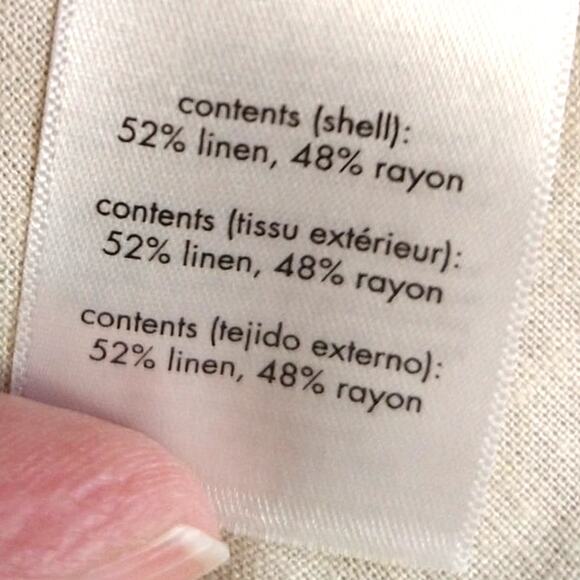 contents (shell):
52% linen, 48% rayon
contents (tissu extérieur):
52% linen, 48% rayon
contents (tejido externo):
52% linen, 48% rayon